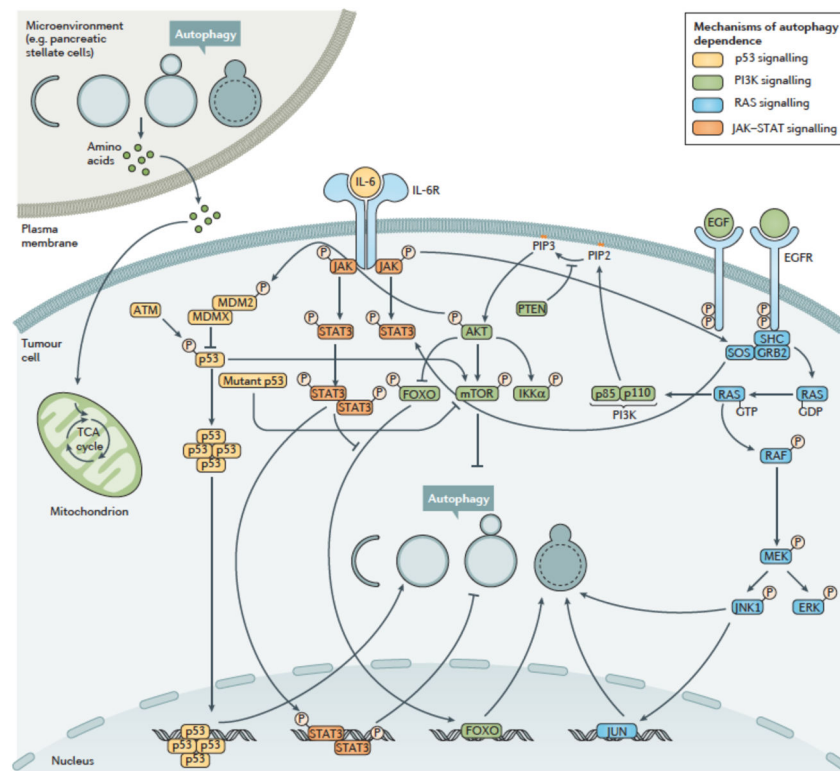 Microenvironment
(e.g. pancreatic
stellate cells)
Autophagy
Amino
acids
Plasma
membrane
Mechanisms of autophagy
dependence
p53 signalling
PI3K signalling
RAS signalling
JAK–STAT signalling
IL-6
IL-6R
EGF
EGFR
PIP3
PIP2
PTEN
P
JAK
P
JAK
P
MDM2
MDMX
ATM
P
p53
Tumour
cell
P
STAT3
P
STAT3
P
AKT
P
P
P
P
SHC
SOS
GRB2
Mutant p53
P
STAT3
P
STAT3
P
FOXO
P
mTOR
P
IKKα
p85
p110
PI3K
RAS
GTP
RAS
GDP
TCA
cycle
Mitochondrion
p53
p53
p53
p53
RAF
P
MEK
P
JNK1
P
ERK
P
Autophagy
Nucleus
p53
p53
p53
p53
P
STAT3
P
STAT3
FOXO
JUN